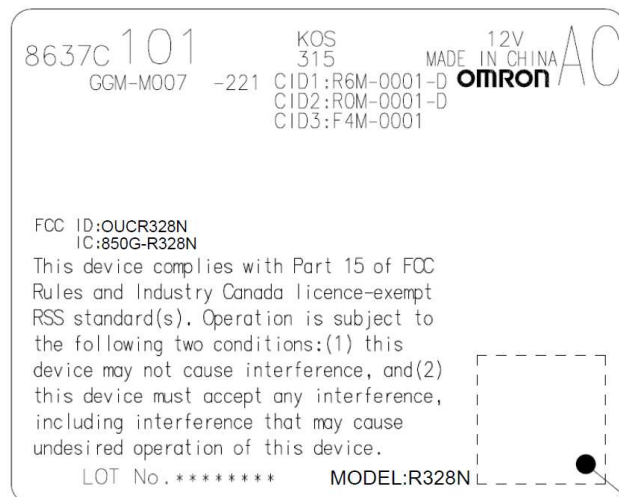 8637C 101 KOS 12V AC
315 MADE IN CHINA
GGM-M007 -221 CID1:R6M-0001-D OMRON
CID2:R0M-0001-D
CID3:F4M-0001
FCC ID:OUCR328N
IC:850G-R328N
This device complies with Part 15 of FCC
Rules and Industry Canada licence-exempt
RSS standard(s). Operation is subject to
the following two conditions:(1) this
device may not cause interference, and(2)
this device must accept any interference,
including interference that may cause
undesired operation of this device.
LOT No.******** MODEL:R328N